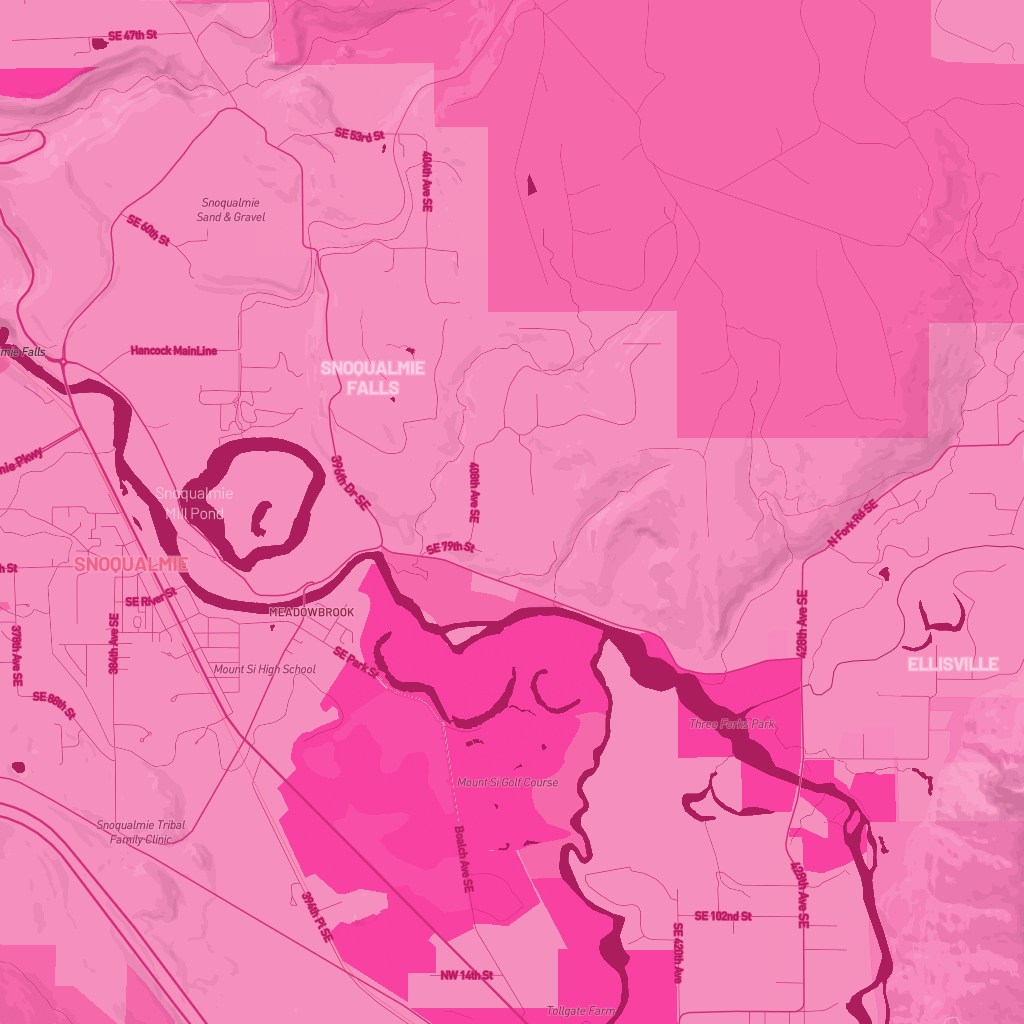 SE 47th St
SE 53rd St
404th Ave SE
Snoqualmie
Sand & Gravel
SE 60th St
mie Falls
Hancock MainLine
SNOQUALMIE
FALLS
nie Pkwy
396th Dr SE
408th Ave SE
Snoqualmie
Mill Pond
N Fork Rd SE
SE 79th St
SNOQUALMIE
h St
SE River St
MEADOWBROOK
428th Ave SE
378th Ave SE
384th Ave SE
Mount Si High School
SE Park St
ELLISVILLE
SE 88th St
Three Forks Park
Mount Si Golf Course
Snoqualmie Tribal
Family Clinic
Boalch Ave SE
428th Ave SE
394th Pl SE
SE 102nd St
SE 420th Ave
NW 14th St
Tollgate Farm